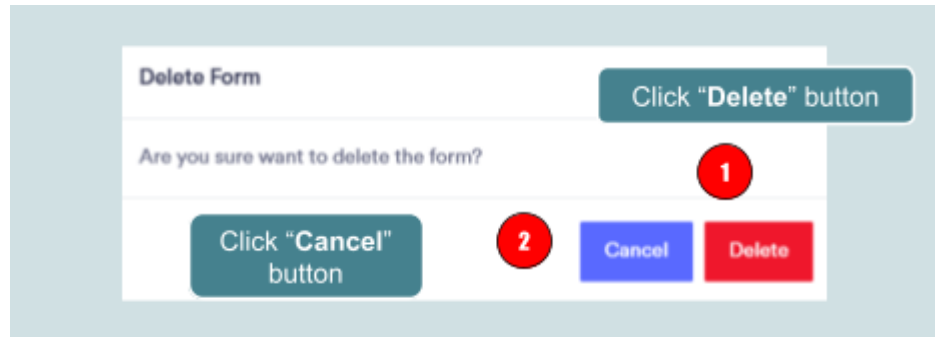 Delete Form
Click “Delete” button
Are you sure want to delete the form?
1
Click “Cancel”
button
2
Cancel
Delete